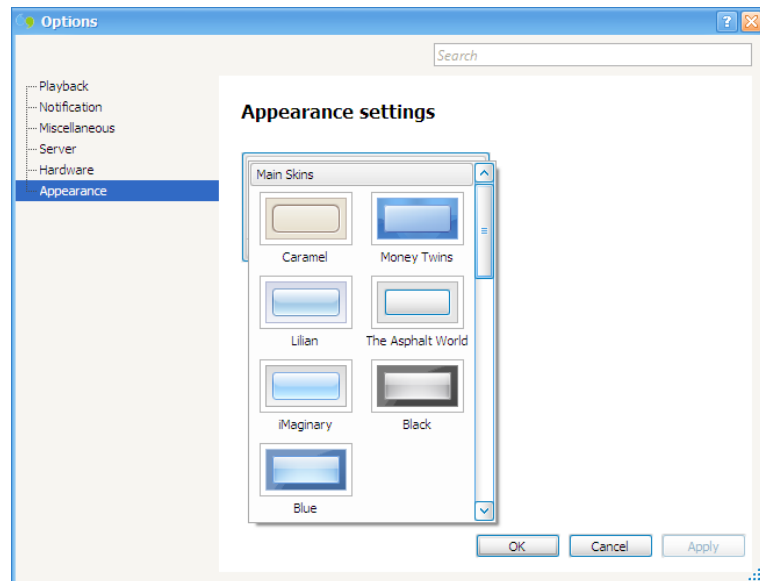 Options
Search
Playback
Notification
Miscellaneous
Server
Hardware
Appearance
Appearance settings
Main Skins
Caramel
Money Twins
Lilian
The Asphalt World
iMaginary
Black
Blue
OK
Cancel
Apply